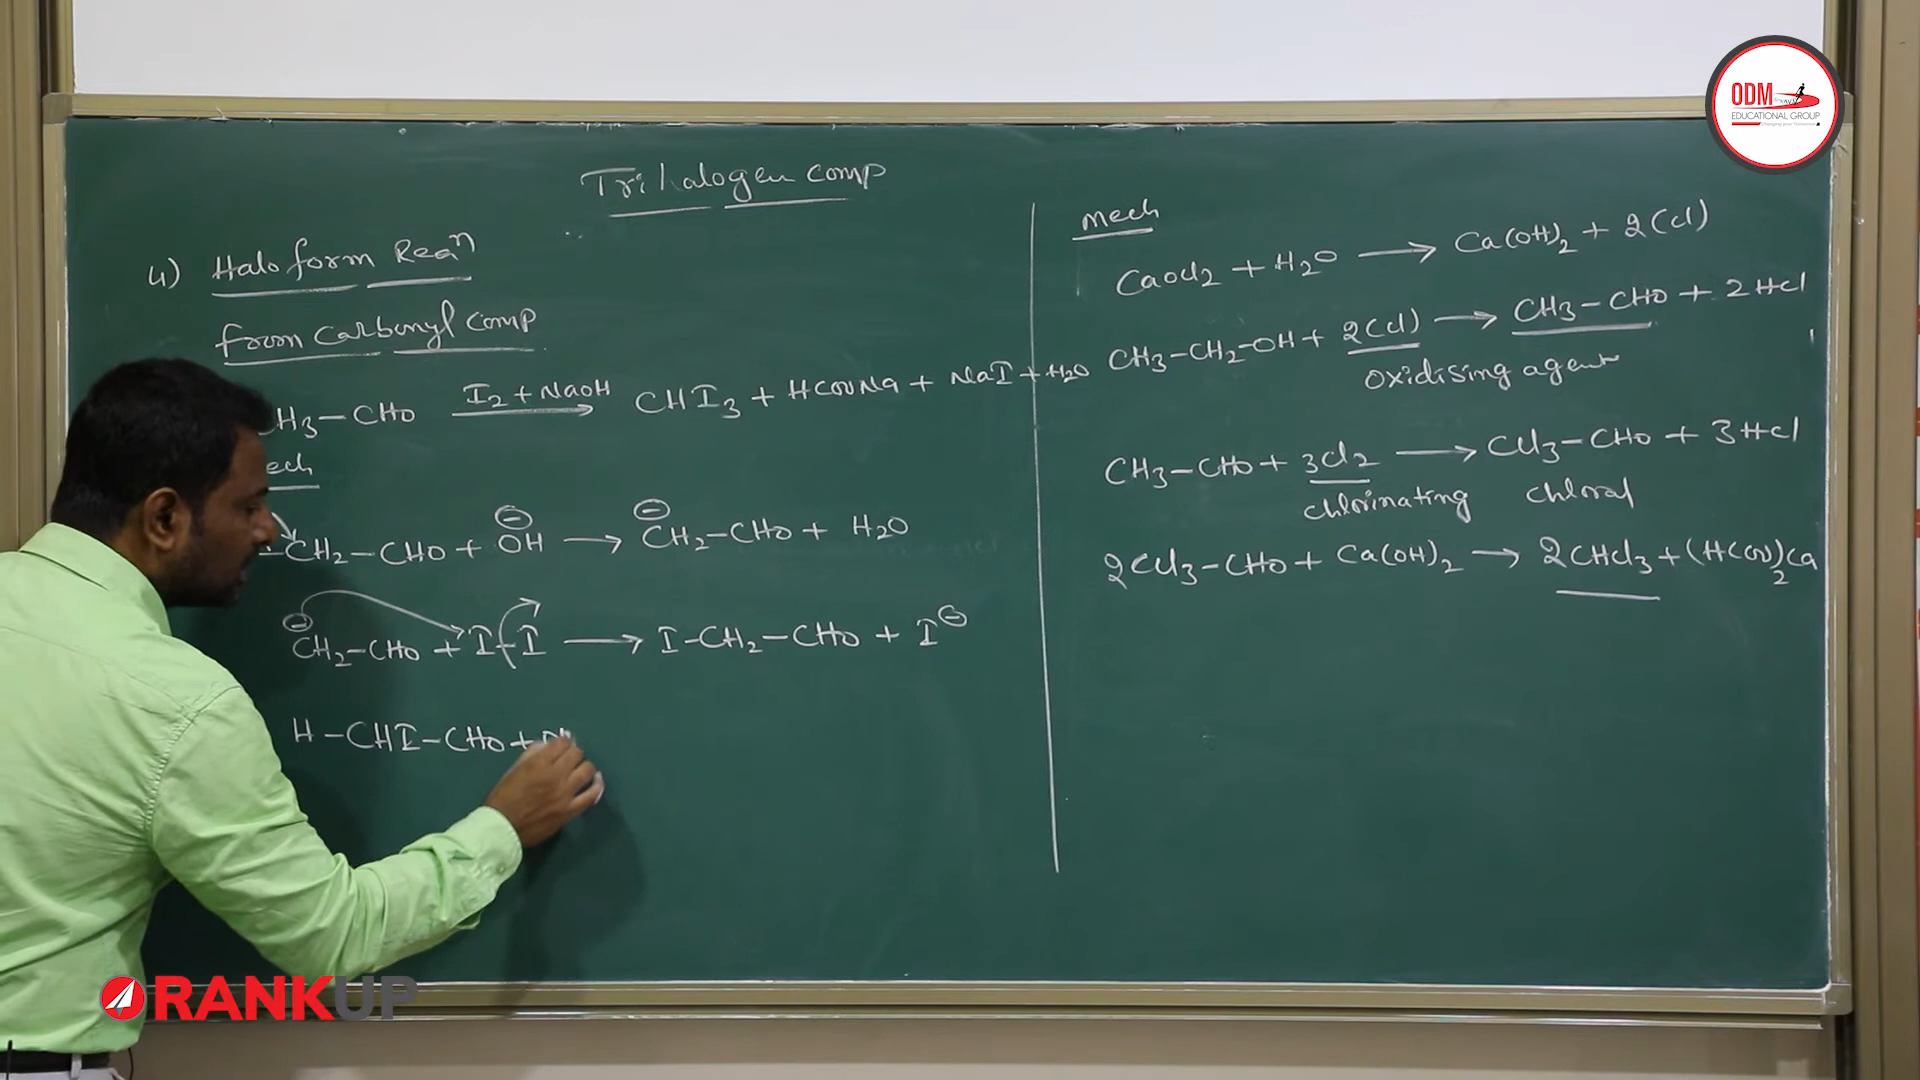 Trihalogen comp
4) Haloform Reaⁿ
from Carbonyl comp
H3-CHO I2+NaOH→ CHI3 + HCOONa + NaI + H2O
ech
-CH2-CHO + OH⊖ → ⊖CH2-CHO + H2O
⊖CH2-CHO + I-I → I-CH2-CHO + I⊖
H-CHI-CHO +
mech
CaOCl2 + H2O → Ca(OH)2 + 2(Cl)
CH3-CH2-OH + 2(Cl) → CH3-CHO + 2HCl
oxidising agent
CH3-CHO + 3Cl2 → CCl3-CHO + 3HCl
chlorinating chloral
2CCl3-CHO + Ca(OH)2 → 2CHCl3 + (HCOO)2Ca
ODM
EDUCATIONAL GROUP
RANKUP